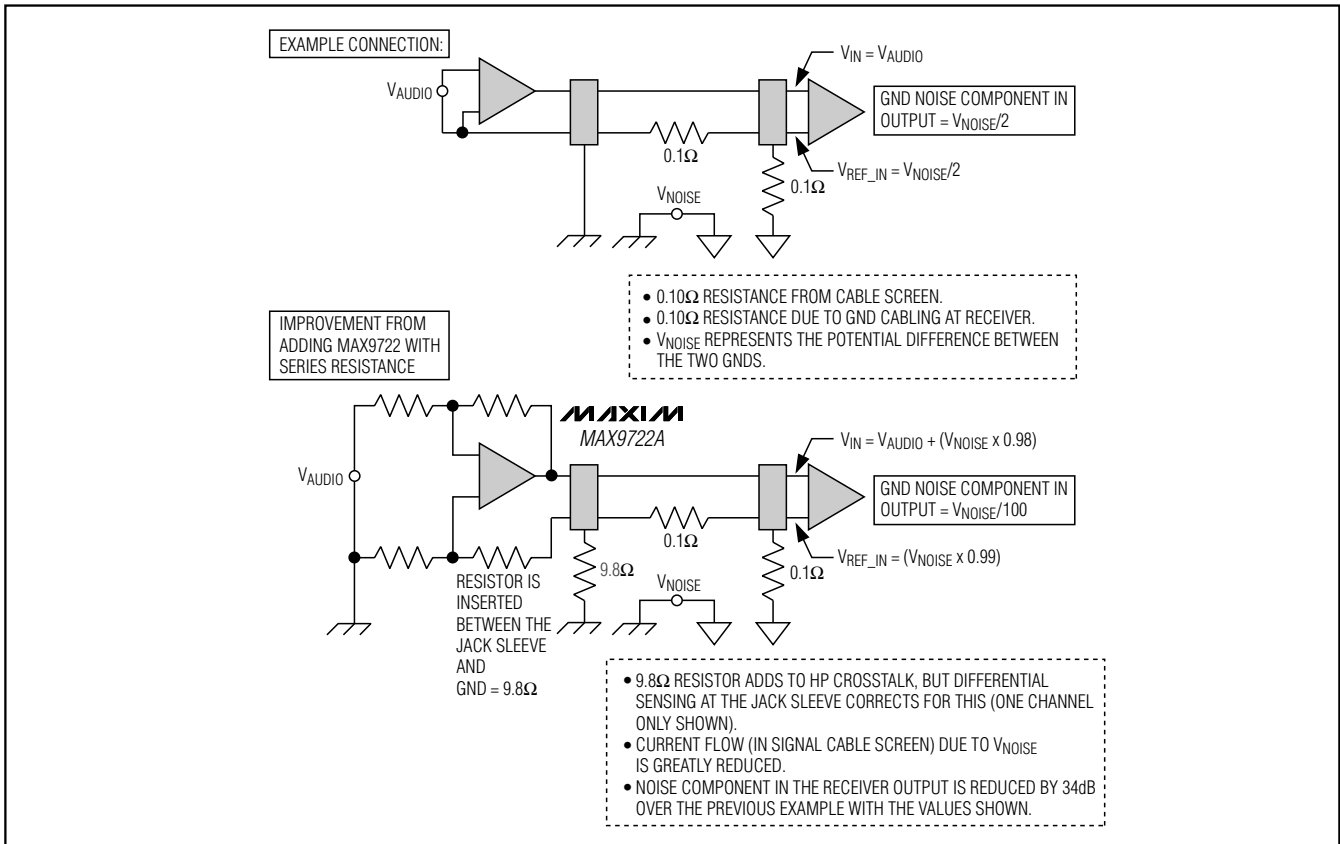 EXAMPLE CONNECTION:
VAUDIO
VIN = VAUDIO
GND NOISE COMPONENT IN
OUTPUT = VNOISE/2
0.1Ω
VREF_IN = VNOISE/2
0.1Ω
VNOISE
• 0.10Ω RESISTANCE FROM CABLE SCREEN.
• 0.10Ω RESISTANCE DUE TO GND CABLING AT RECEIVER.
• VNOISE REPRESENTS THE POTENTIAL DIFFERENCE BETWEEN
THE TWO GNDS.
IMPROVEMENT FROM
ADDING MAX9722 WITH
SERIES RESISTANCE
MAXIM
MAX9722A
VAUDIO
VIN = VAUDIO + (VNOISE x 0.98)
GND NOISE COMPONENT IN
OUTPUT = VNOISE/100
0.1Ω
VREF_IN = (VNOISE x 0.99)
0.1Ω
9.8Ω
VNOISE
RESISTOR IS
INSERTED
BETWEEN THE
JACK SLEEVE
AND
GND = 9.8Ω
• 9.8Ω RESISTOR ADDS TO HP CROSSTALK, BUT DIFFERENTIAL
SENSING AT THE JACK SLEEVE CORRECTS FOR THIS (ONE CHANNEL
ONLY SHOWN).
• CURRENT FLOW (IN SIGNAL CABLE SCREEN) DUE TO VNOISE
IS GREATLY REDUCED.
• NOISE COMPONENT IN THE RECEIVER OUTPUT IS REDUCED BY 34dB
OVER THE PREVIOUS EXAMPLE WITH THE VALUES SHOWN.